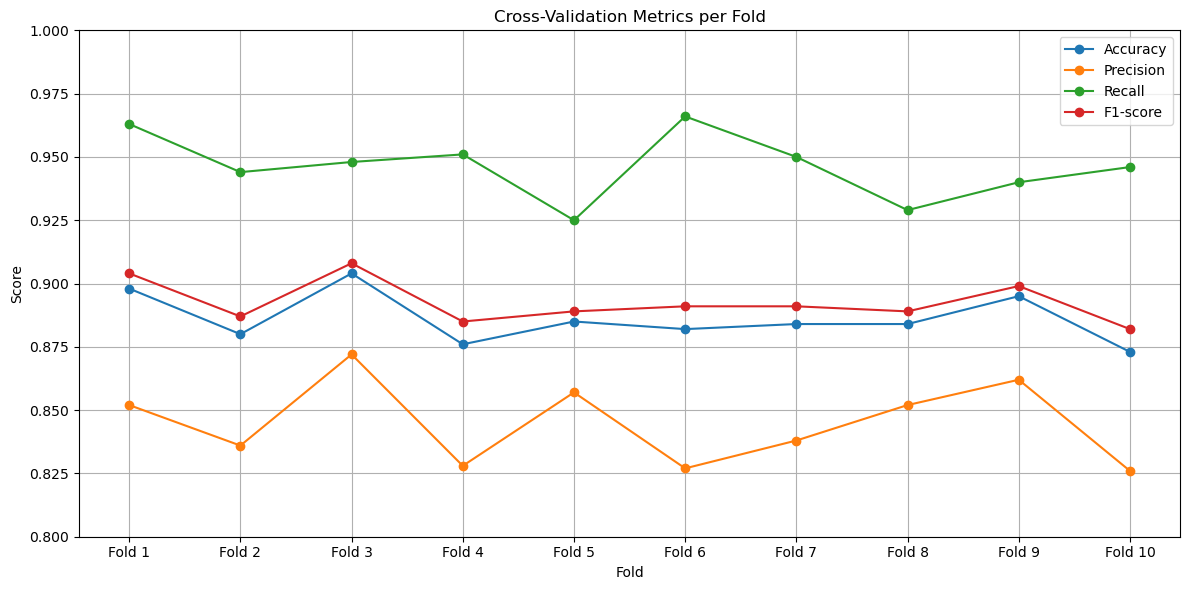 Cross-Validation Metrics per Fold
1.000
0.975
0.950
0.925
0.900
0.875
0.850
0.825
0.800
Score
Accuracy
Precision
Recall
F1-score
Fold 1 Fold 2 Fold 3 Fold 4 Fold 5 Fold 6 Fold 7 Fold 8 Fold 9 Fold 10
Fold